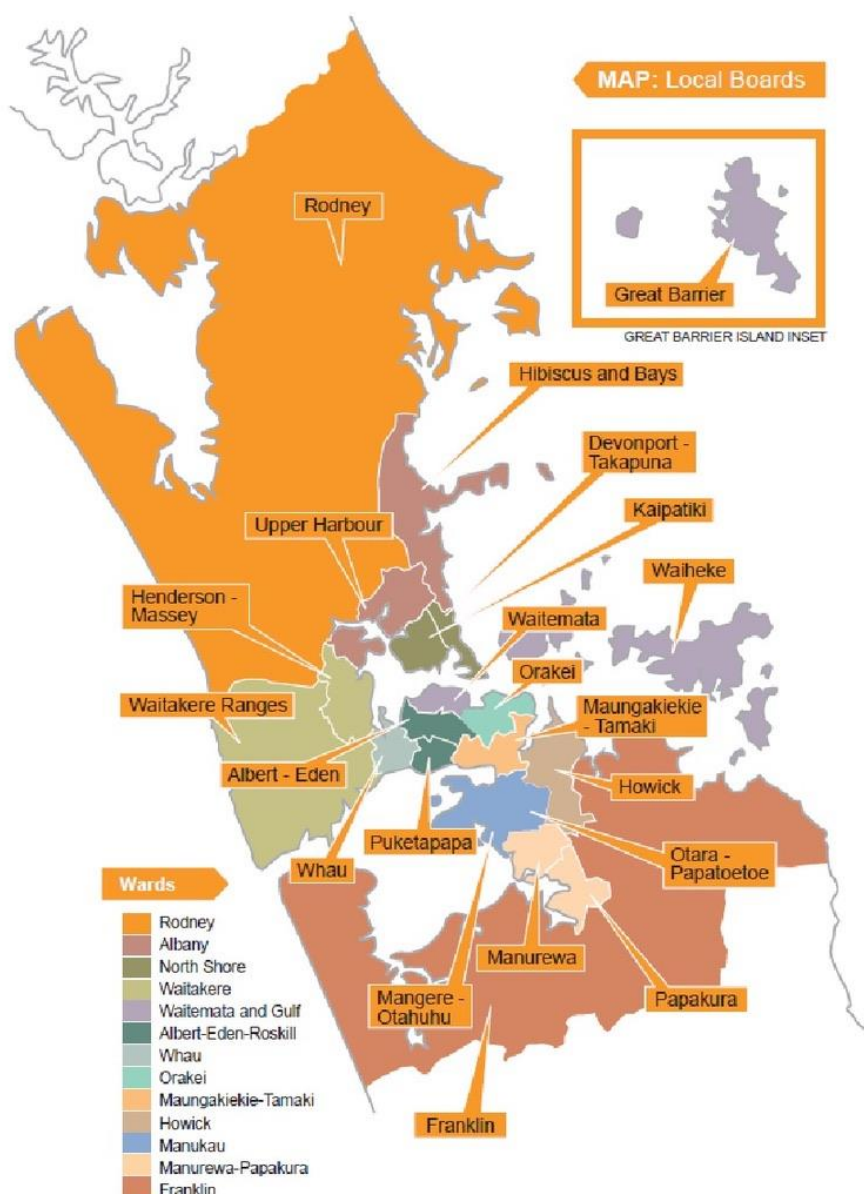 MAP: Local Boards
Rodney
Great Barrier
GREAT BARRIER ISLAND INSET
Hibiscus and Bays
Devonport -
Takapuna
Kaipatiki
Upper Harbour
Waiheke
Henderson -
Massey
Waitemata
Orakei
Waitakere Ranges
Maungakiekie
- Tamaki
Albert - Eden
Howick
Puketapapa
Otara -
Papatoetoe
Whau
Manurewa
Mangere -
Otahuhu
Papakura
Franklin
Wards
Rodney
Albany
North Shore
Waitakere
Waitemata and Gulf
Albert-Eden-Roskill
Whau
Orakei
Maungakiekie-Tamaki
Howick
Manukau
Manurewa-Papakura
Franklin